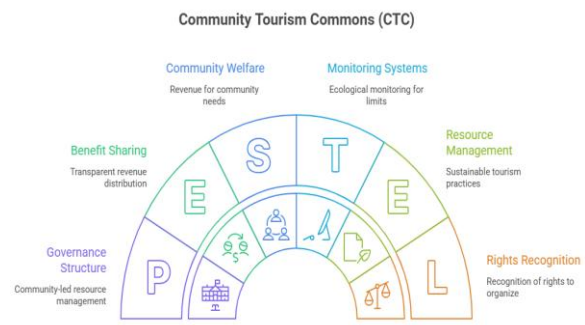 Community Tourism Commons (CTC)
Community Welfare
Revenue for community
needs
Monitoring Systems
Ecological monitoring for
limits
Benefit Sharing
Transparent revenue
distribution
Resource
Management
Sustainable tourism
practices
Governance
Structure
Community-led resource
management
Rights Recognition
Recognition of rights to
organize
P
E
S
T
E
L